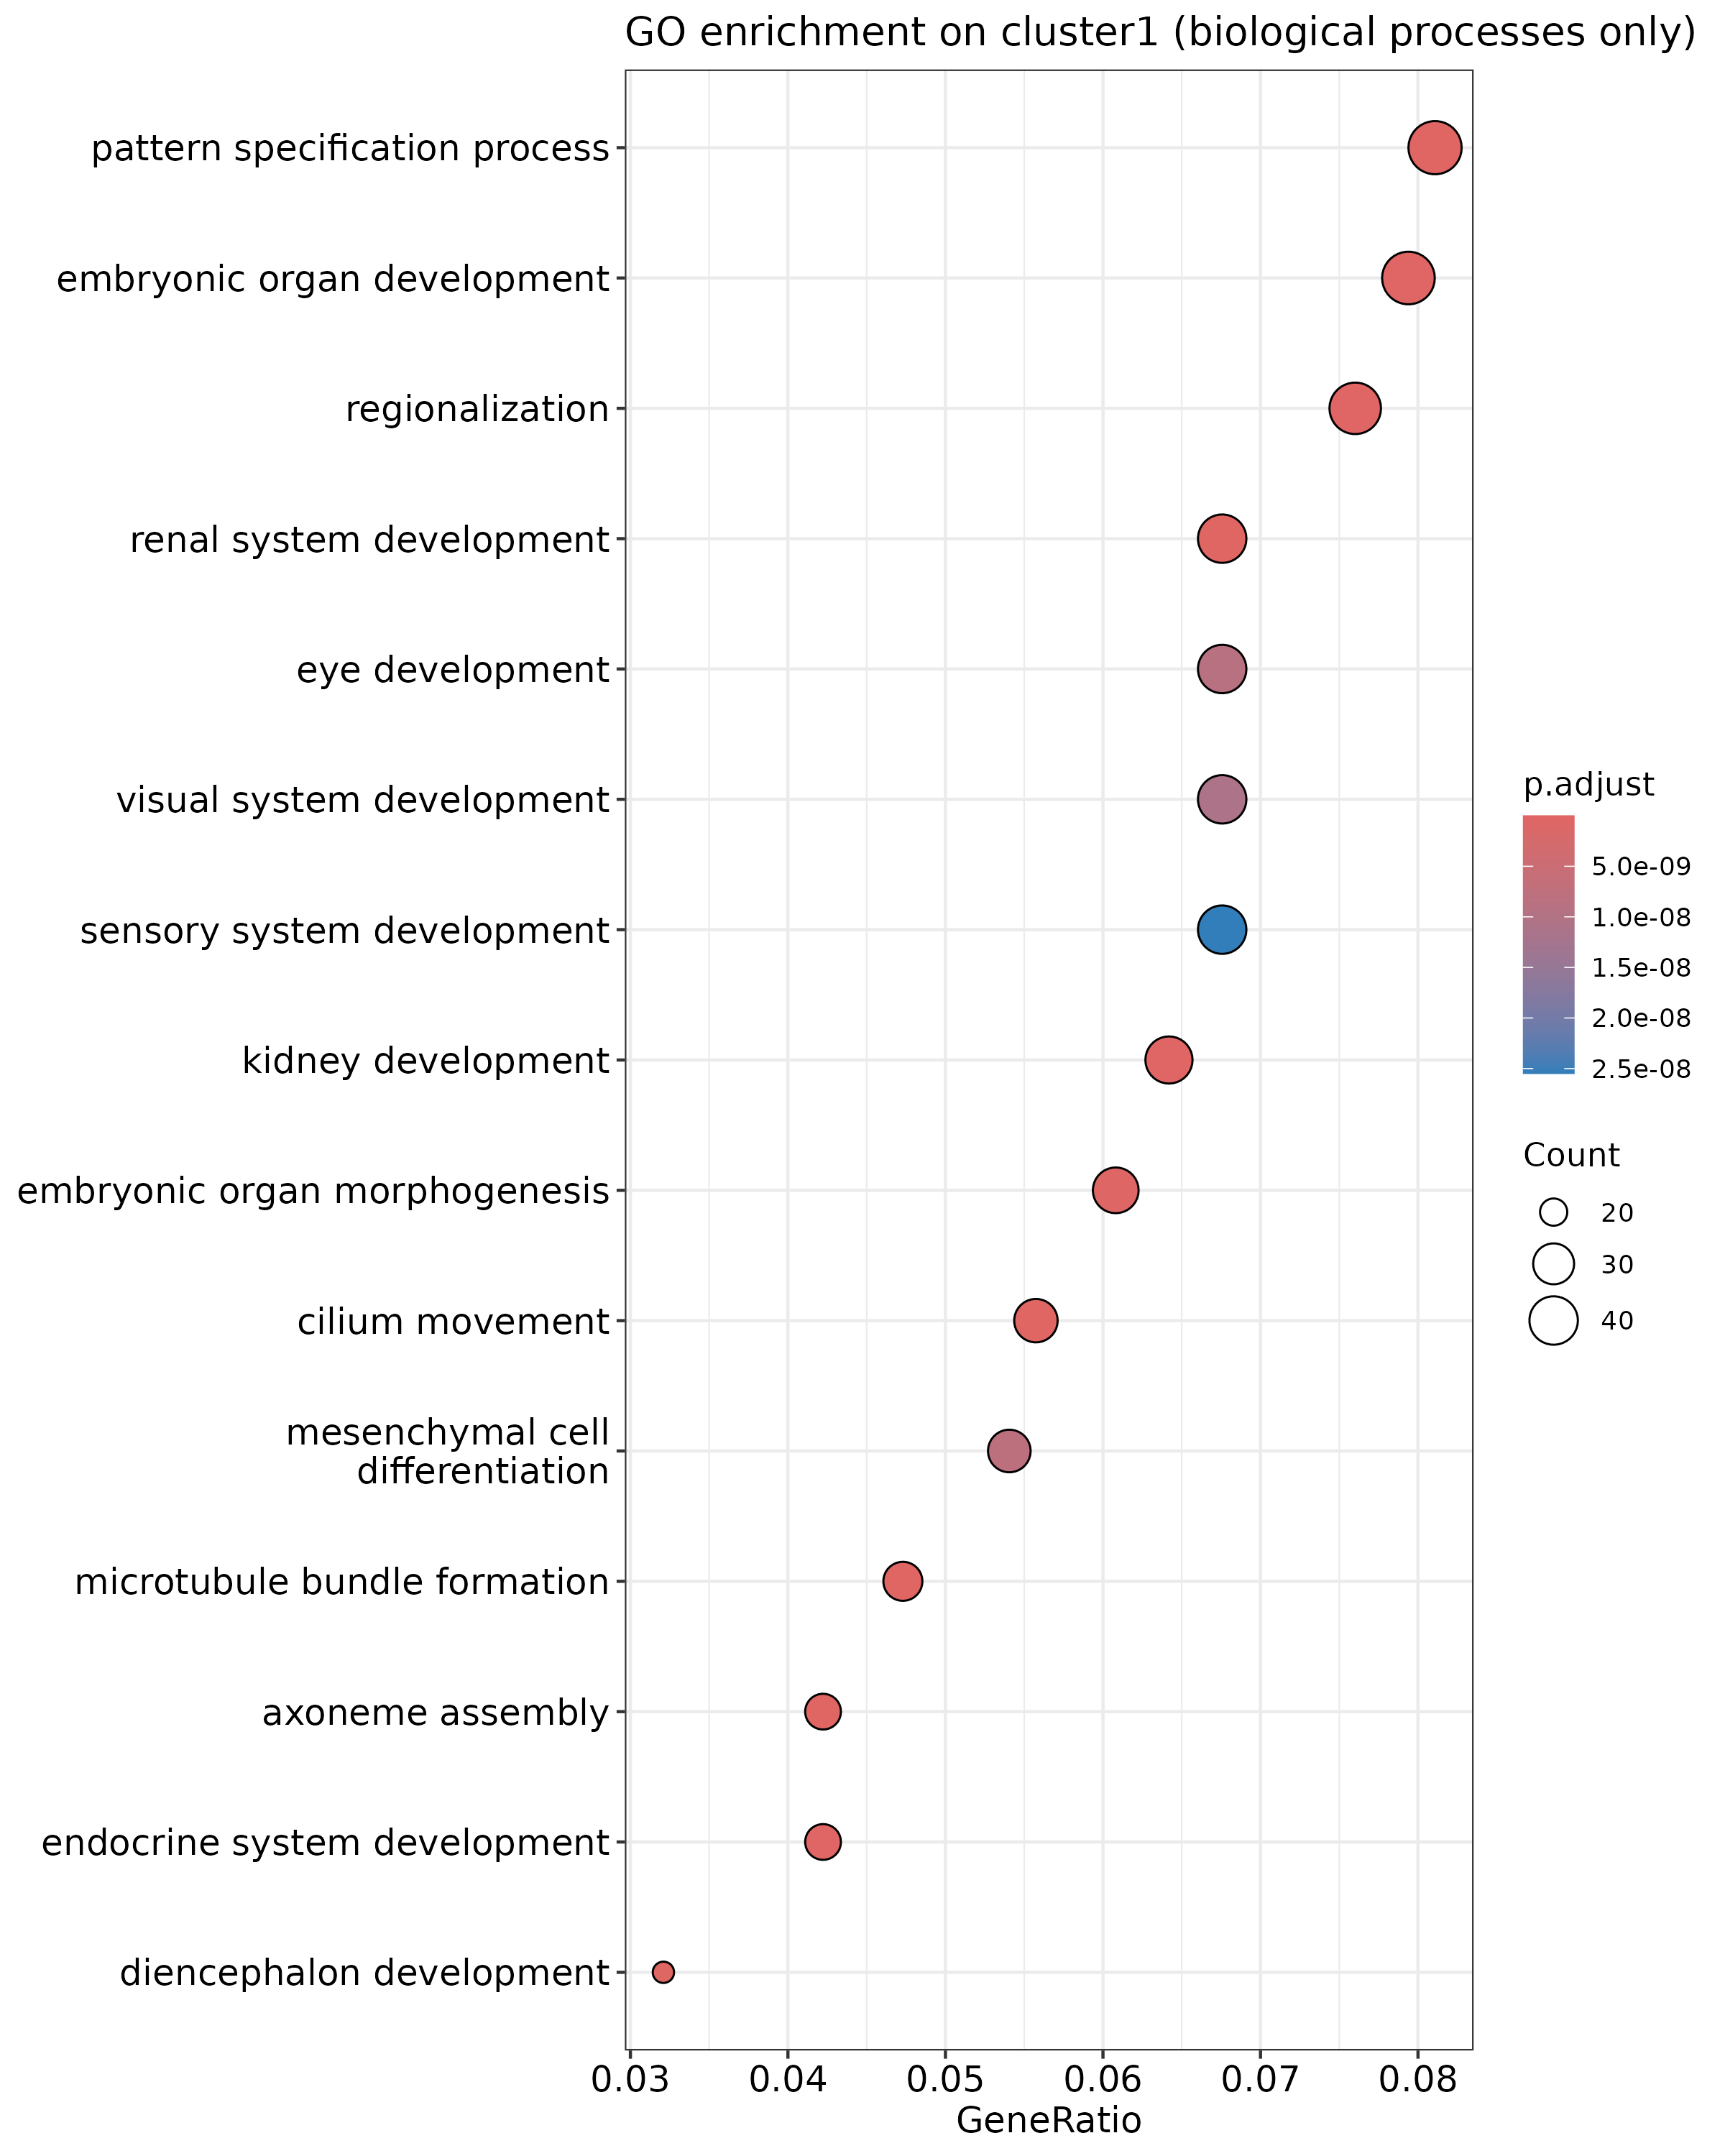 GO enrichment on cluster1 (biological processes only)
pattern specification process
embryonic organ development
regionalization
renal system development
eye development
visual system development
sensory system development
kidney development
embryonic organ morphogenesis
cilium movement
mesenchymal cell
differentiation
microtubule bundle formation
axoneme assembly
endocrine system development
diencephalon development
0.03 0.04 0.05 0.06 0.07 0.08
GeneRatio
p.adjust
5.0e-09
1.0e-08
1.5e-08
2.0e-08
2.5e-08
Count
20
30
40